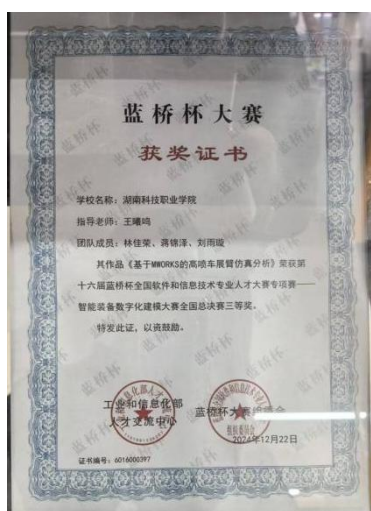 蓝桥杯大赛
获奖证书
学校名称：湖南科技职业学院
指导老师：王曦鸣
团队成员：林佳荣、蒋锦泽、刘雨璇
其作品《基于MWORKS的高喷车展臂仿真分析》荣获第
十六届蓝桥杯全国软件和信息技术专业人才大赛专项赛——
智能装备数字化建模大赛全国总决赛三等奖。
特发此证，以资鼓励。
工业和信息化部
人才交流中心
蓝桥杯大赛组委会
2024年12月22日
证书编号：6016000397